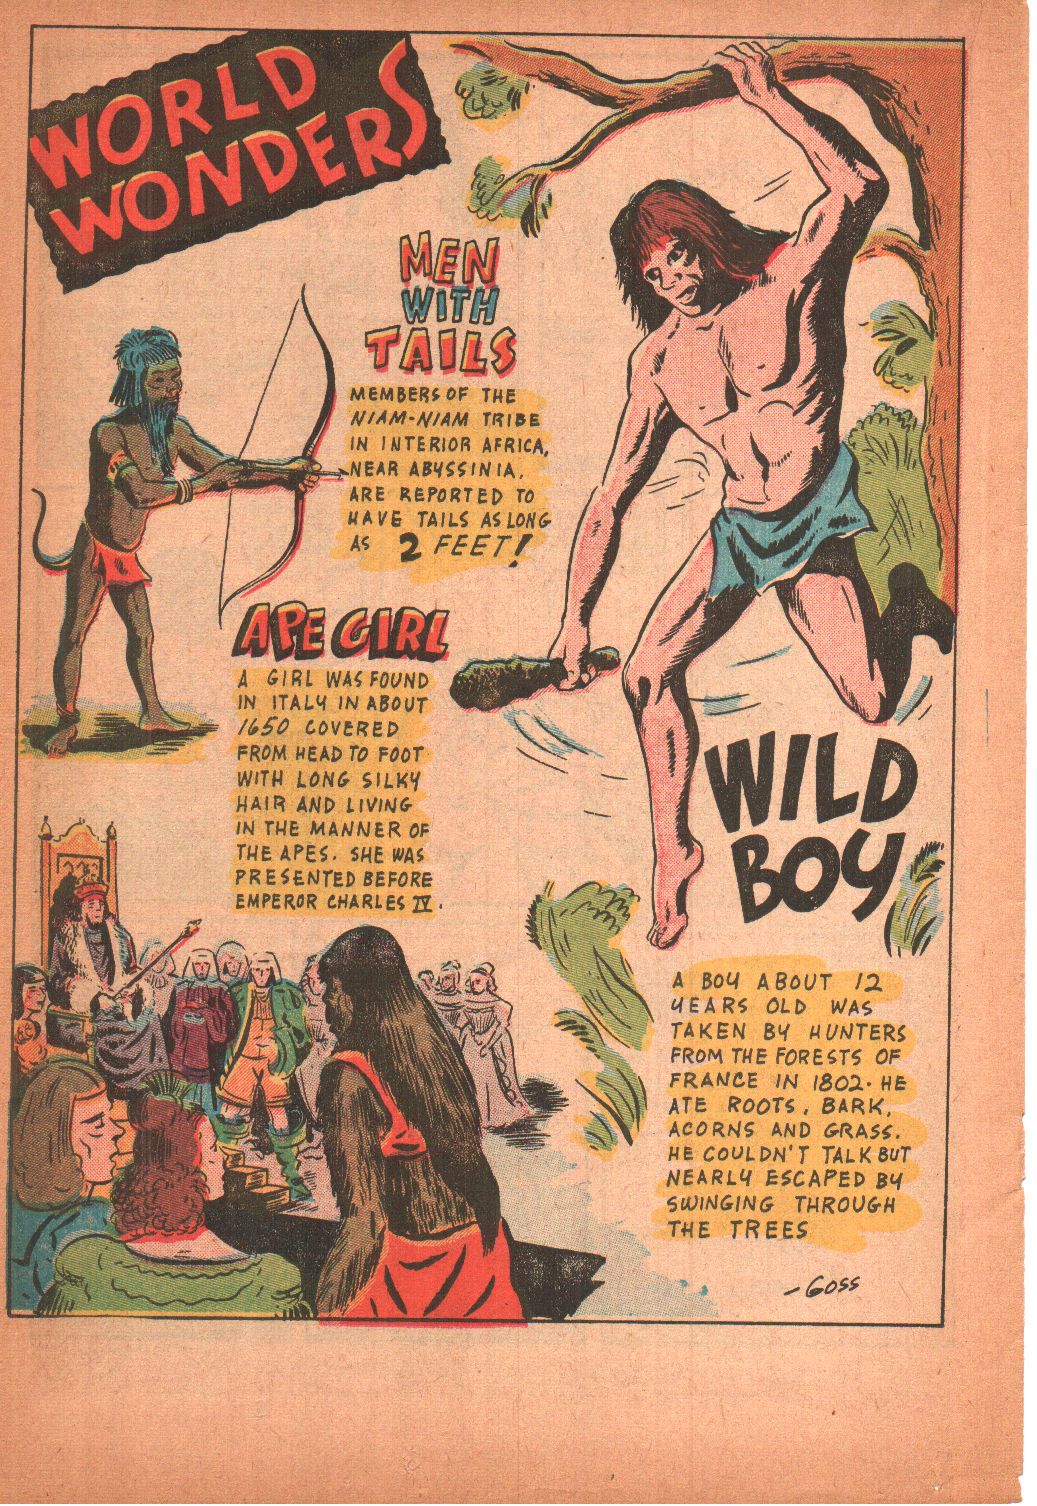 WORLD
WONDERS
MEN
WITH
TAILS
MEMBERS OF THE
NIAM-NIAM TRIBE
IN INTERIOR AFRICA,
NEAR ABYSSINIA,
ARE REPORTED TO
HAVE TAILS AS LONG
AS 2 FEET!
APE GIRL
A GIRL WAS FOUND
IN ITALY IN ABOUT
1650 COVERED
FROM HEAD TO FOOT
WITH LONG SILKY
HAIR AND LIVING
IN THE MANNER OF
THE APES. SHE WAS
PRESENTED BEFORE
EMPEROR CHARLES IV.
WILD
BOY
A BOY ABOUT 12
YEARS OLD WAS
TAKEN BY HUNTERS
FROM THE FORESTS OF
FRANCE IN 1802. HE
ATE ROOTS, BARK,
ACORNS AND GRASS.
HE COULDN'T TALK BUT
NEARLY ESCAPED BY
SWINGING THROUGH
THE TREES
-GOSS